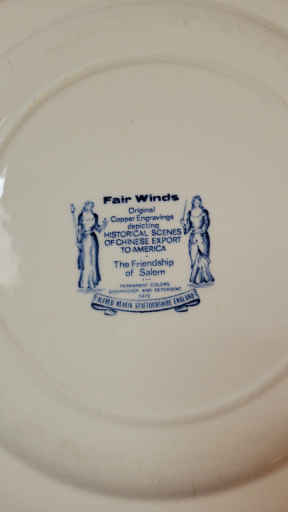 Fair Winds
Original
Copper Engravings
depicting
HISTORICAL SCENES
OF CHINESE EXPORT
TO AMERICA
The Friendship
of Salem
PERMANENT COLORS
DISHWASHER AND DETERGENT
SAFE
ALFRED MEAKIN STAFFORDSHIRE ENGLAND